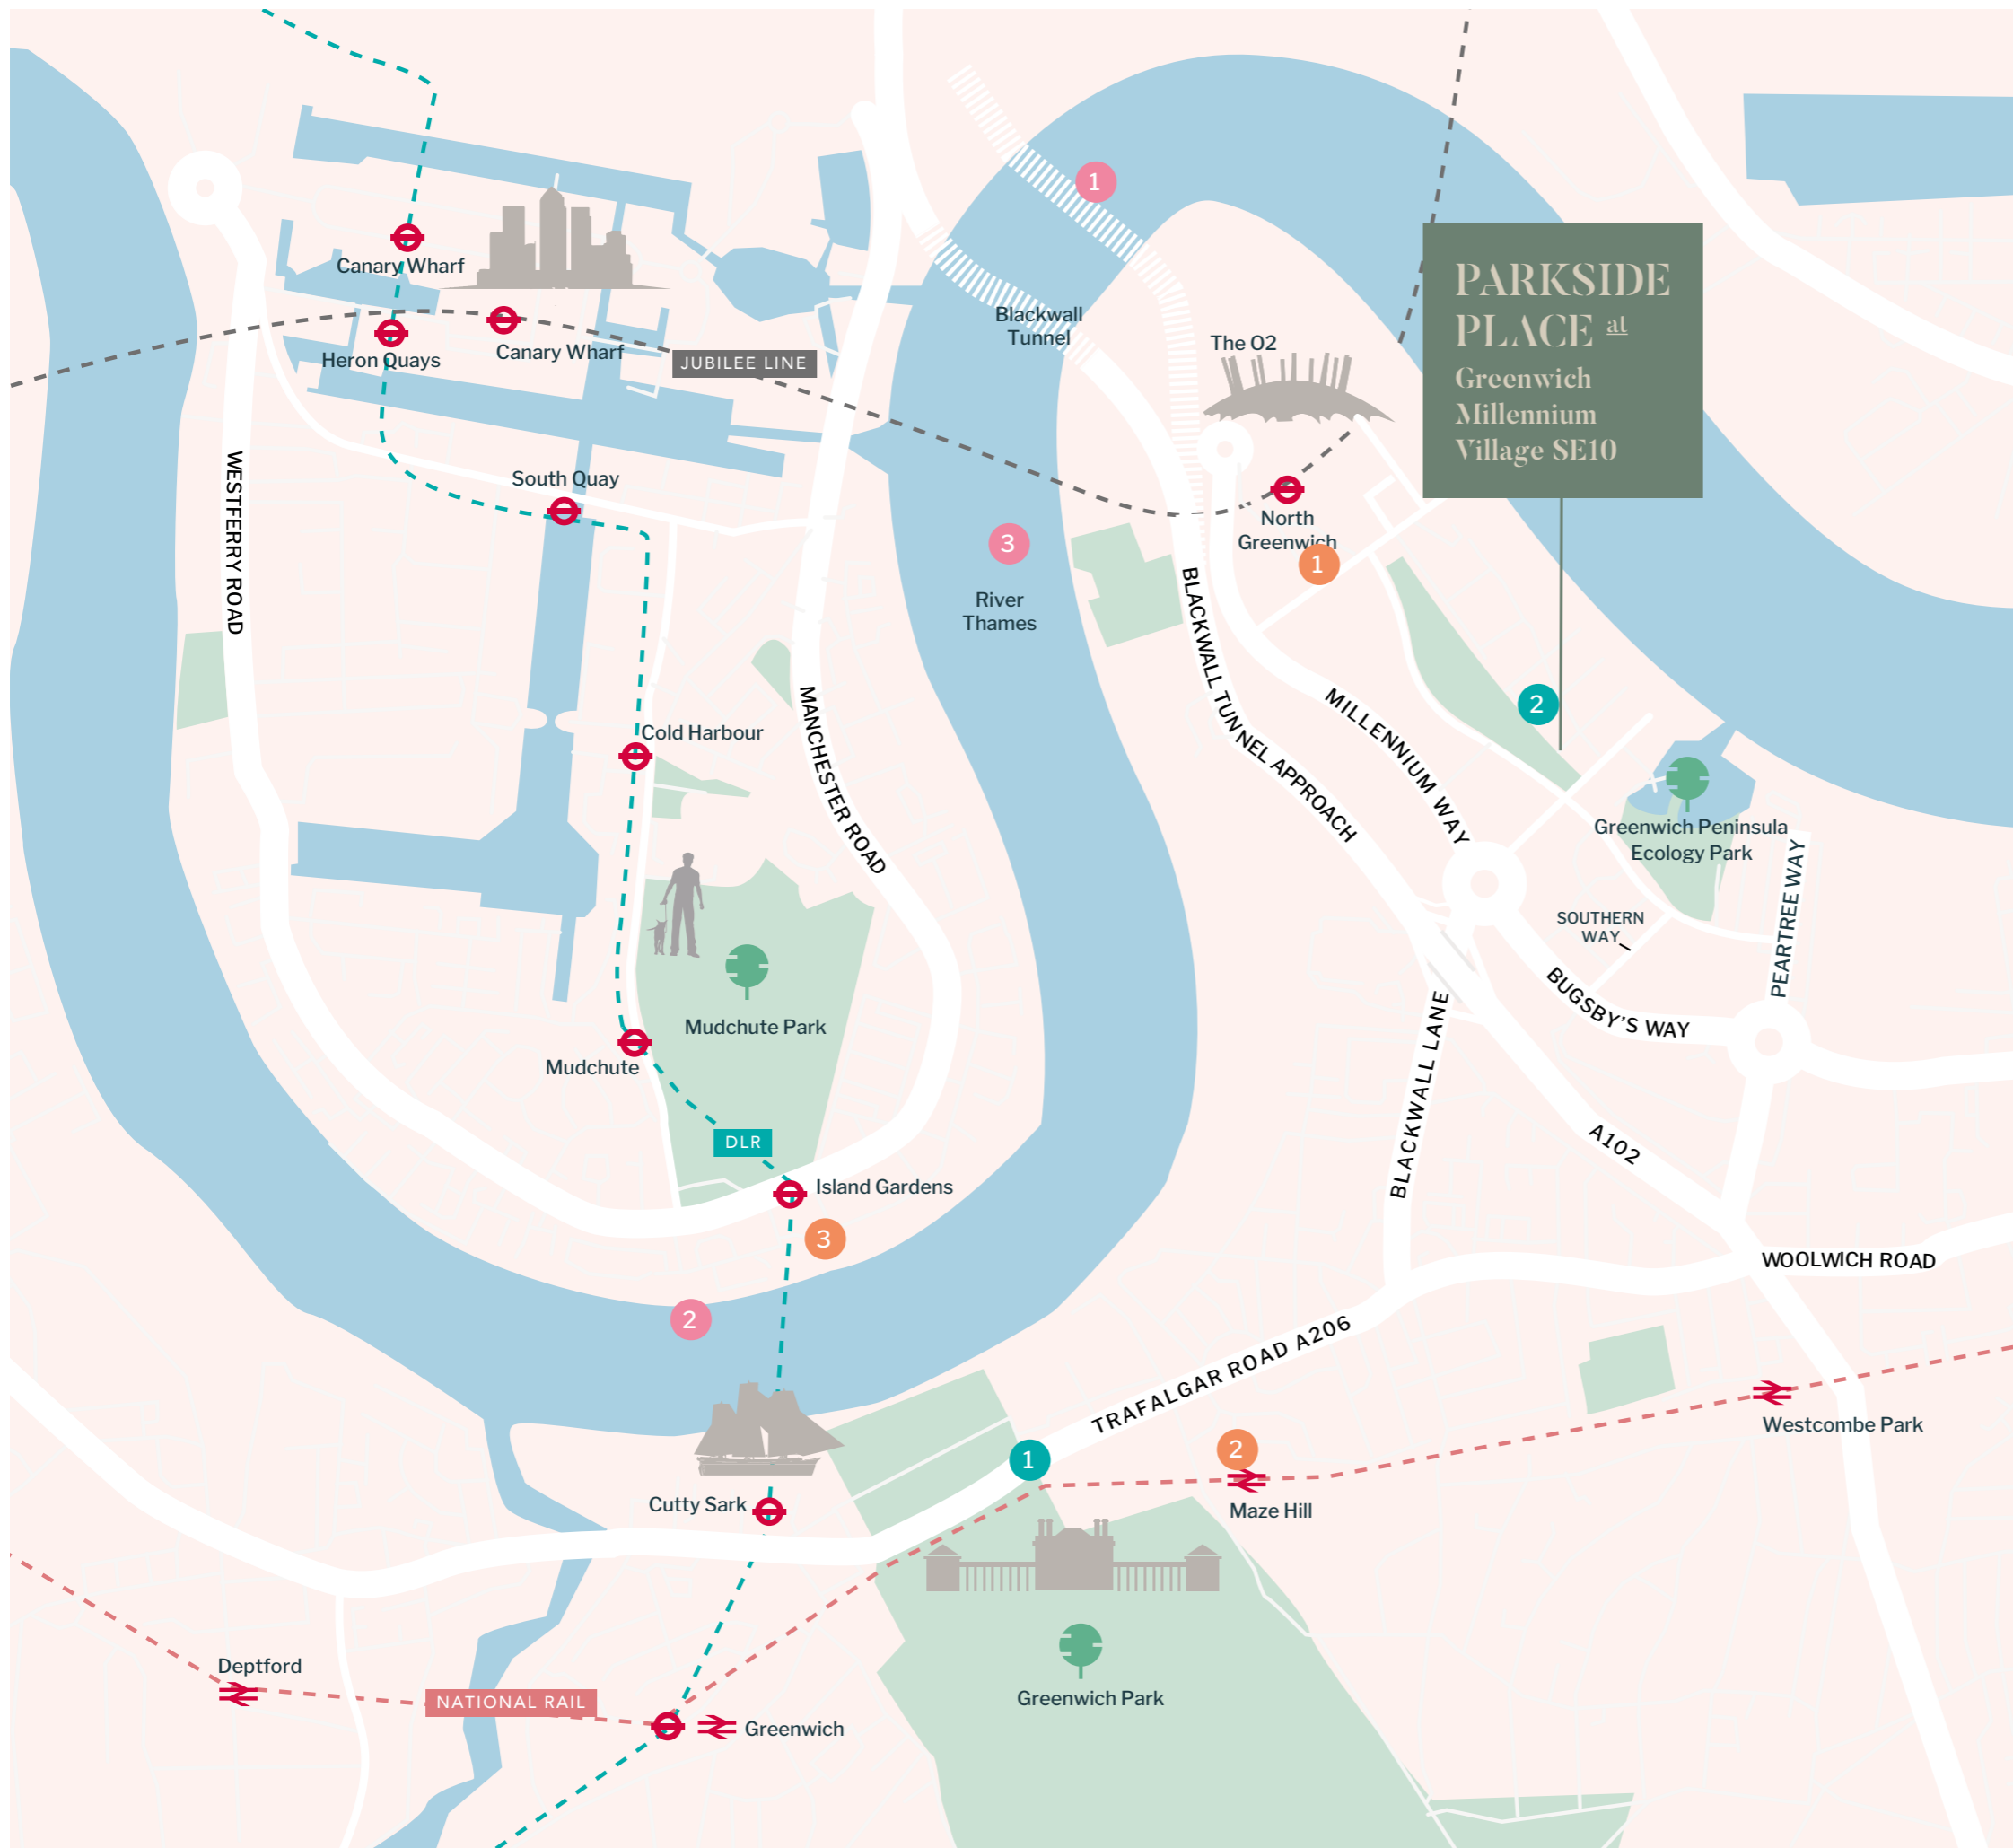 1
PARKSIDE
PLACE at
Greenwich
Millennium
Village SE10
Canary Wharf
Blackwall
Tunnel
The O2
Heron Quays
Canary Wharf
JUBILEE LINE
South Quay
North
Greenwich
1
3
River
Thames
WESTFERRY ROAD
BLACKWALL TUNNEL APPROACH
MILLENNIUM WAY
2
Cold Harbour
MANCHESTER ROAD
Greenwich Peninsula
Ecology Park
PEARTREE WAY
SOUTHERN
WAY
BUGSBY'S WAY
Mudchute Park
Mudchute
BLACKWALL LANE
DLR
A102
Island Gardens
3
WOOLWICH ROAD
2
TRAFALGAR ROAD A206
Westcombe Park
1
2
Maze Hill
Cutty Sark
Deptford
NATIONAL RAIL
Greenwich
Greenwich Park